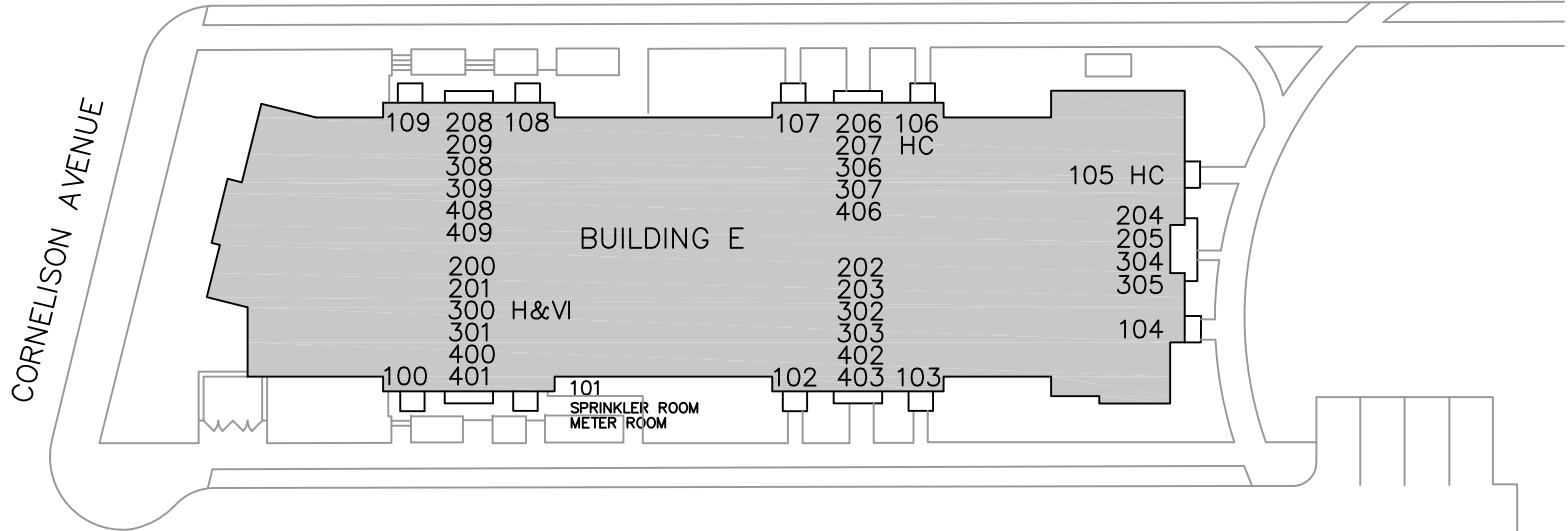 CORNELISON AVENUE
109 208 108
209
308
309
408
409
107 206 106
207 HC
306
307
406
105 HC
204
205
304
305
104
BUILDING E
200
201
300 H&VI
301
400
100 401
101
SPRINKLER ROOM
METER ROOM
202
203
302
303
402
102 403 103